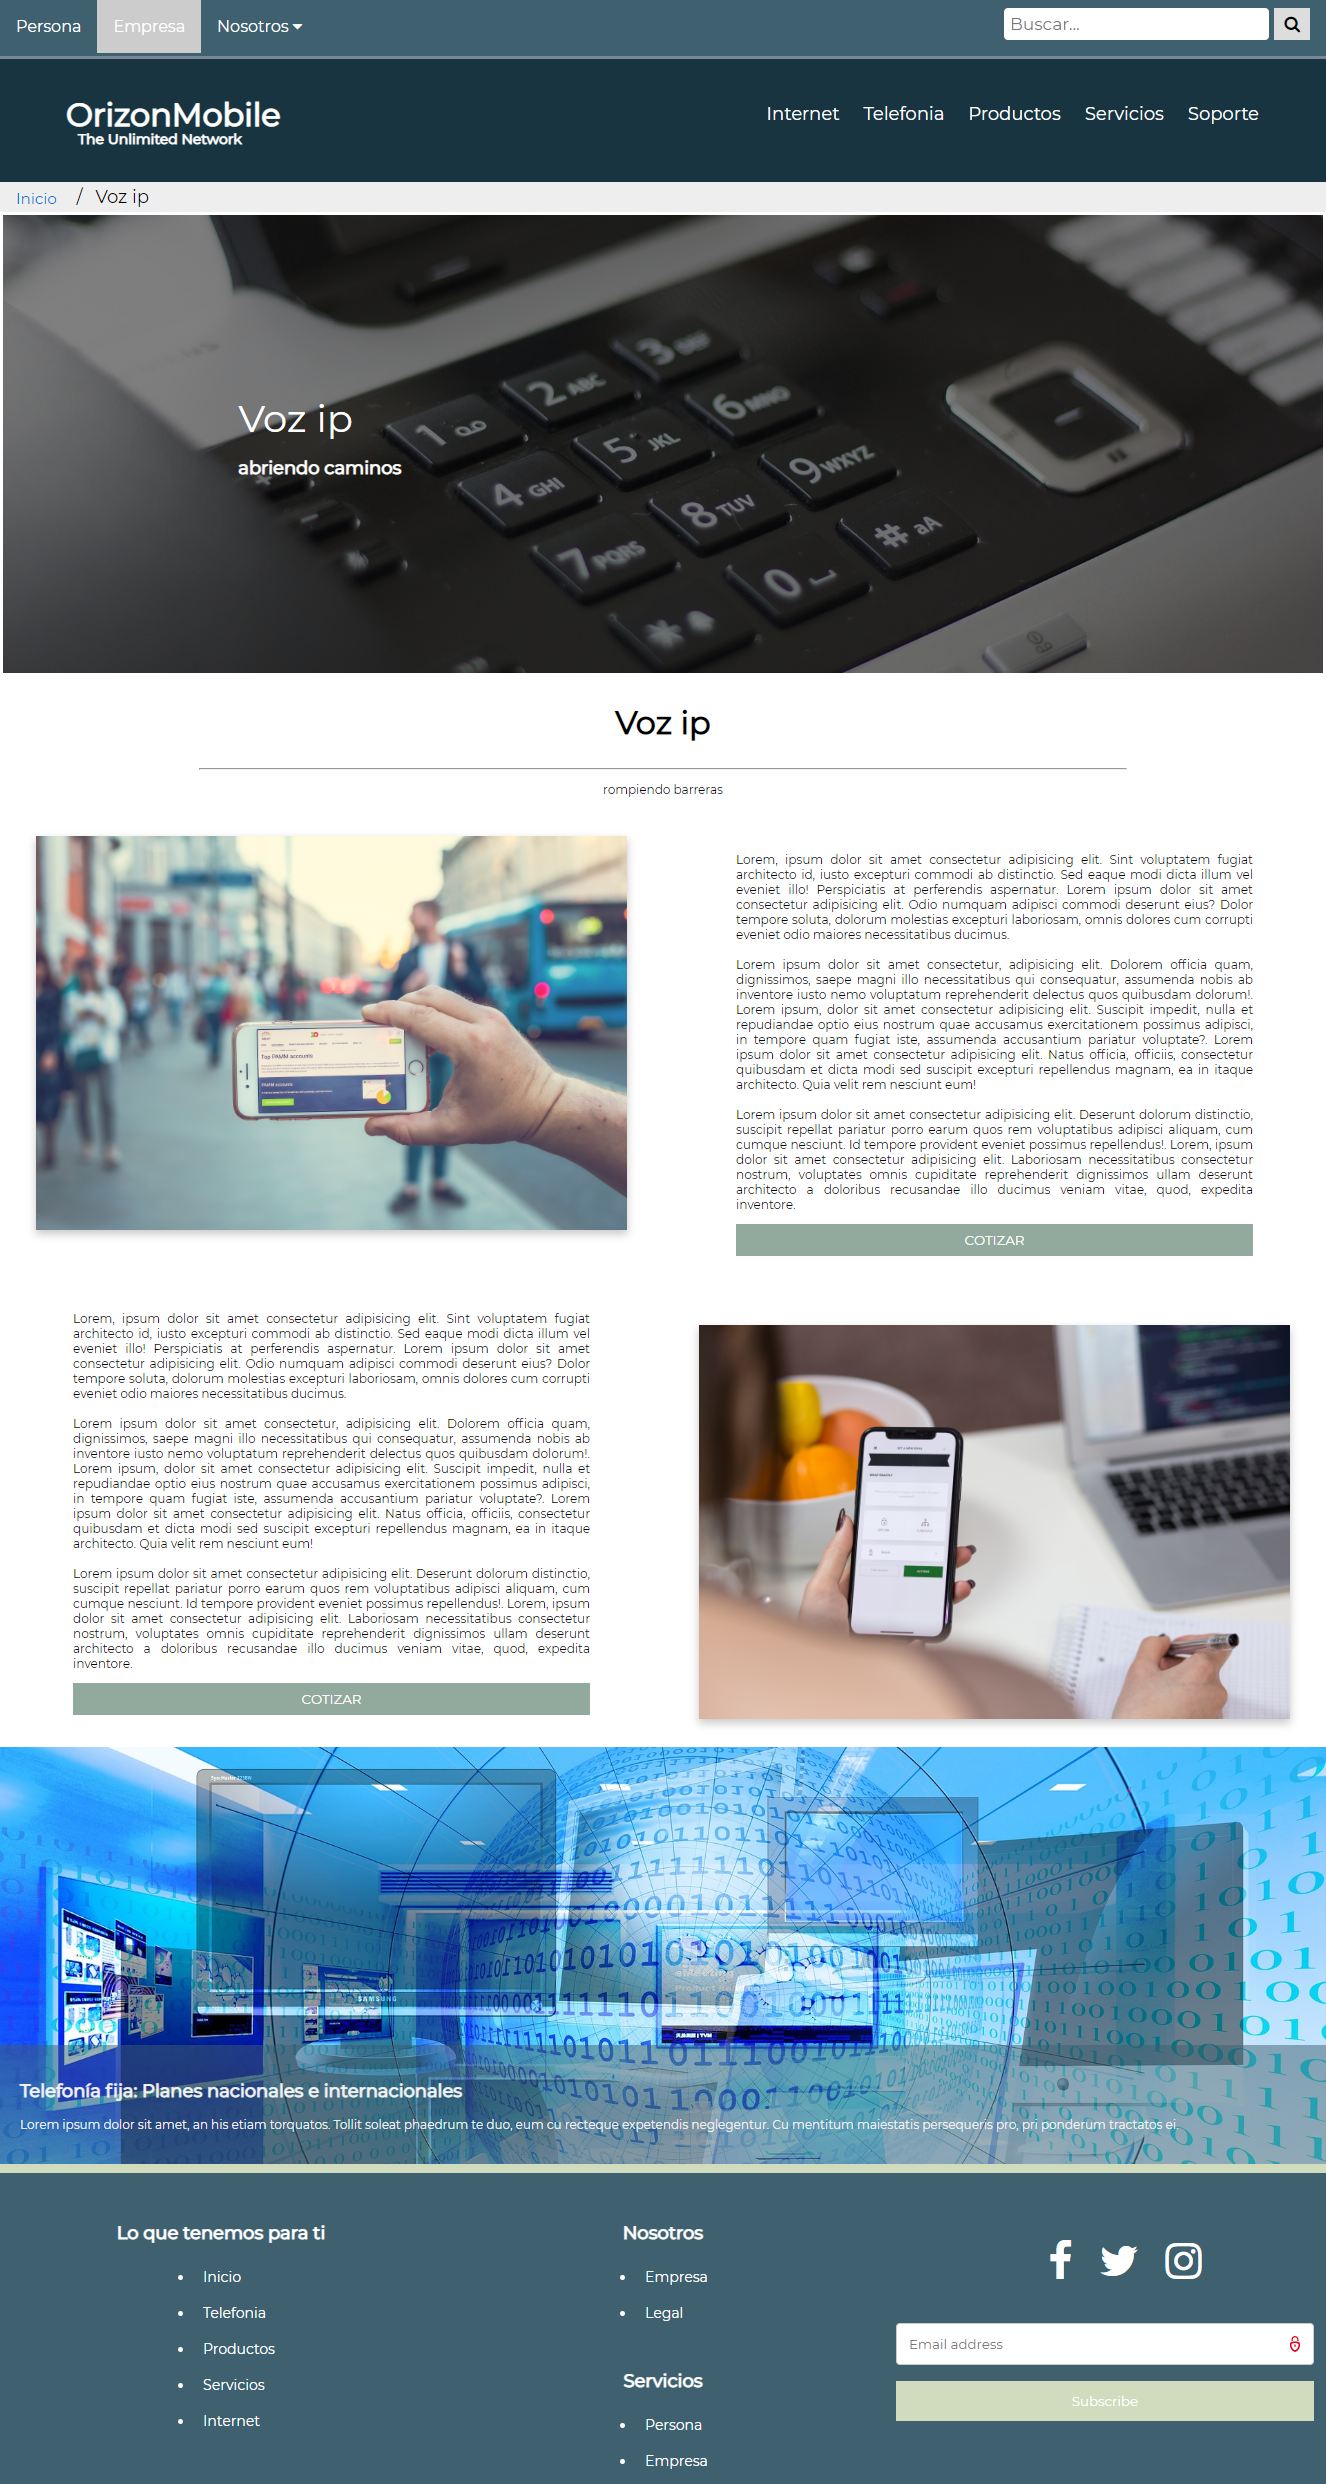 Persona
Empresa
Nosotros
Buscar...
OrizonMobile
The Unlimited Network
Internet
Telefonia
Productos
Servicios
Soporte
Inicio / Voz ip
1
2 ABC
3 DEF
4 GHI
5 JKL
6 MNO
7 PQRS
8 TUV
9 WXYZ
*
0
# aA
Voz ip
abriendo caminos
Voz ip
rompiendo barreras
Top PAMM accounts
Lorem, ipsum dolor sit amet consectetur adipisicing elit. Sint voluptatem fugiat
architecto id, iusto excepturi commodi ab distinctio. Sed eaque modi dicta illum vel
eveniet illo! Perspiciatis at perferendis aspernatur. Lorem ipsum dolor sit amet
consectetur adipisicing elit. Odio numquam adipisci commodi deserunt eius? Dolor
tempore soluta, dolorum molestias excepturi laboriosam, omnis dolores cum corrupti
eveniet odio maiores necessitatibus ducimus.
Lorem ipsum dolor sit amet consectetur, adipisicing elit. Dolorem officia quam,
dignissimos, saepe magni illo necessitatibus qui consequatur, assumenda nobis ab
inventore iusto nemo voluptatum reprehenderit delectus quos quibusdam dolorum!.
Lorem ipsum, dolor sit amet consectetur adipisicing elit. Suscipit impedit, nulla et
repudiandae optio eius nostrum quae accusamus exercitationem possimus adipisci,
in tempore quam fugiat iste, assumenda accusantium pariatur voluptate?. Lorem
ipsum dolor sit amet consectetur adipisicing elit. Natus officia, officiis, consectetur
quibusdam et dicta modi sed suscipit excepturi repellendus magnam, ea in itaque
architecto. Quia velit rem nesciunt eum!
Lorem ipsum dolor sit amet consectetur adipisicing elit. Deserunt dolorum distinctio,
suscipit repellat pariatur porro earum quos rem voluptatibus adipisci aliquam, cum
cumque nesciunt. Id tempore provident eveniet possimus repellendus!. Lorem, ipsum
dolor sit amet consectetur adipisicing elit. Laboriosam necessitatibus consectetur
nostrum, voluptates omnis cupiditate reprehenderit dignissimos ullam deserunt
architecto a doloribus recusandae illo ducimus veniam vitae, quod, expedita
inventore.
COTIZAR
Lorem, ipsum dolor sit amet consectetur adipisicing elit. Sint voluptatem fugiat
architecto id, iusto excepturi commodi ab distinctio. Sed eaque modi dicta illum vel
eveniet illo! Perspiciatis at perferendis aspernatur. Lorem ipsum dolor sit amet
consectetur adipisicing elit. Odio numquam adipisci commodi deserunt eius? Dolor
tempore soluta, dolorum molestias excepturi laboriosam, omnis dolores cum corrupti
eveniet odio maiores necessitatibus ducimus.
Lorem ipsum dolor sit amet consectetur, adipisicing elit. Dolorem officia quam,
dignissimos, saepe magni illo necessitatibus qui consequatur, assumenda nobis ab
inventore iusto nemo voluptatum reprehenderit delectus quos quibusdam dolorum!.
Lorem ipsum, dolor sit amet consectetur adipisicing elit. Suscipit impedit, nulla et
repudiandae optio eius nostrum quae accusamus exercitationem possimus adipisci,
in tempore quam fugiat iste, assumenda accusantium pariatur voluptate?. Lorem
ipsum dolor sit amet consectetur adipisicing elit. Natus officia, officiis, consectetur
quibusdam et dicta modi sed suscipit excepturi repellendus magnam, ea in itaque
architecto. Quia velit rem nesciunt eum!
Lorem ipsum dolor sit amet consectetur adipisicing elit. Deserunt dolorum distinctio,
suscipit repellat pariatur porro earum quos rem voluptatibus adipisci aliquam, cum
cumque nesciunt. Id tempore provident eveniet possimus repellendus!. Lorem, ipsum
dolor sit amet consectetur adipisicing elit. Laboriosam necessitatibus consectetur
nostrum, voluptates omnis cupiditate reprehenderit dignissimos ullam deserunt
architecto a doloribus recusandae illo ducimus veniam vitae, quod, expedita
inventore.
COTIZAR
SAMSUNG
Telefonía fija: Planes nacionales e internacionales
Lorem ipsum dolor sit amet, an his etiam torquatos. Tollit soleat phaedrum te duo, eum cu recteque expetendis neglegentur. Cu mentitum maiestatis persequeris pro, pri ponderum tractatos ei.
Lo que tenemos para ti
Inicio
Telefonia
Productos
Servicios
Internet
Nosotros
Empresa
Legal
Servicios
Persona
Empresa
Email address
Subscribe